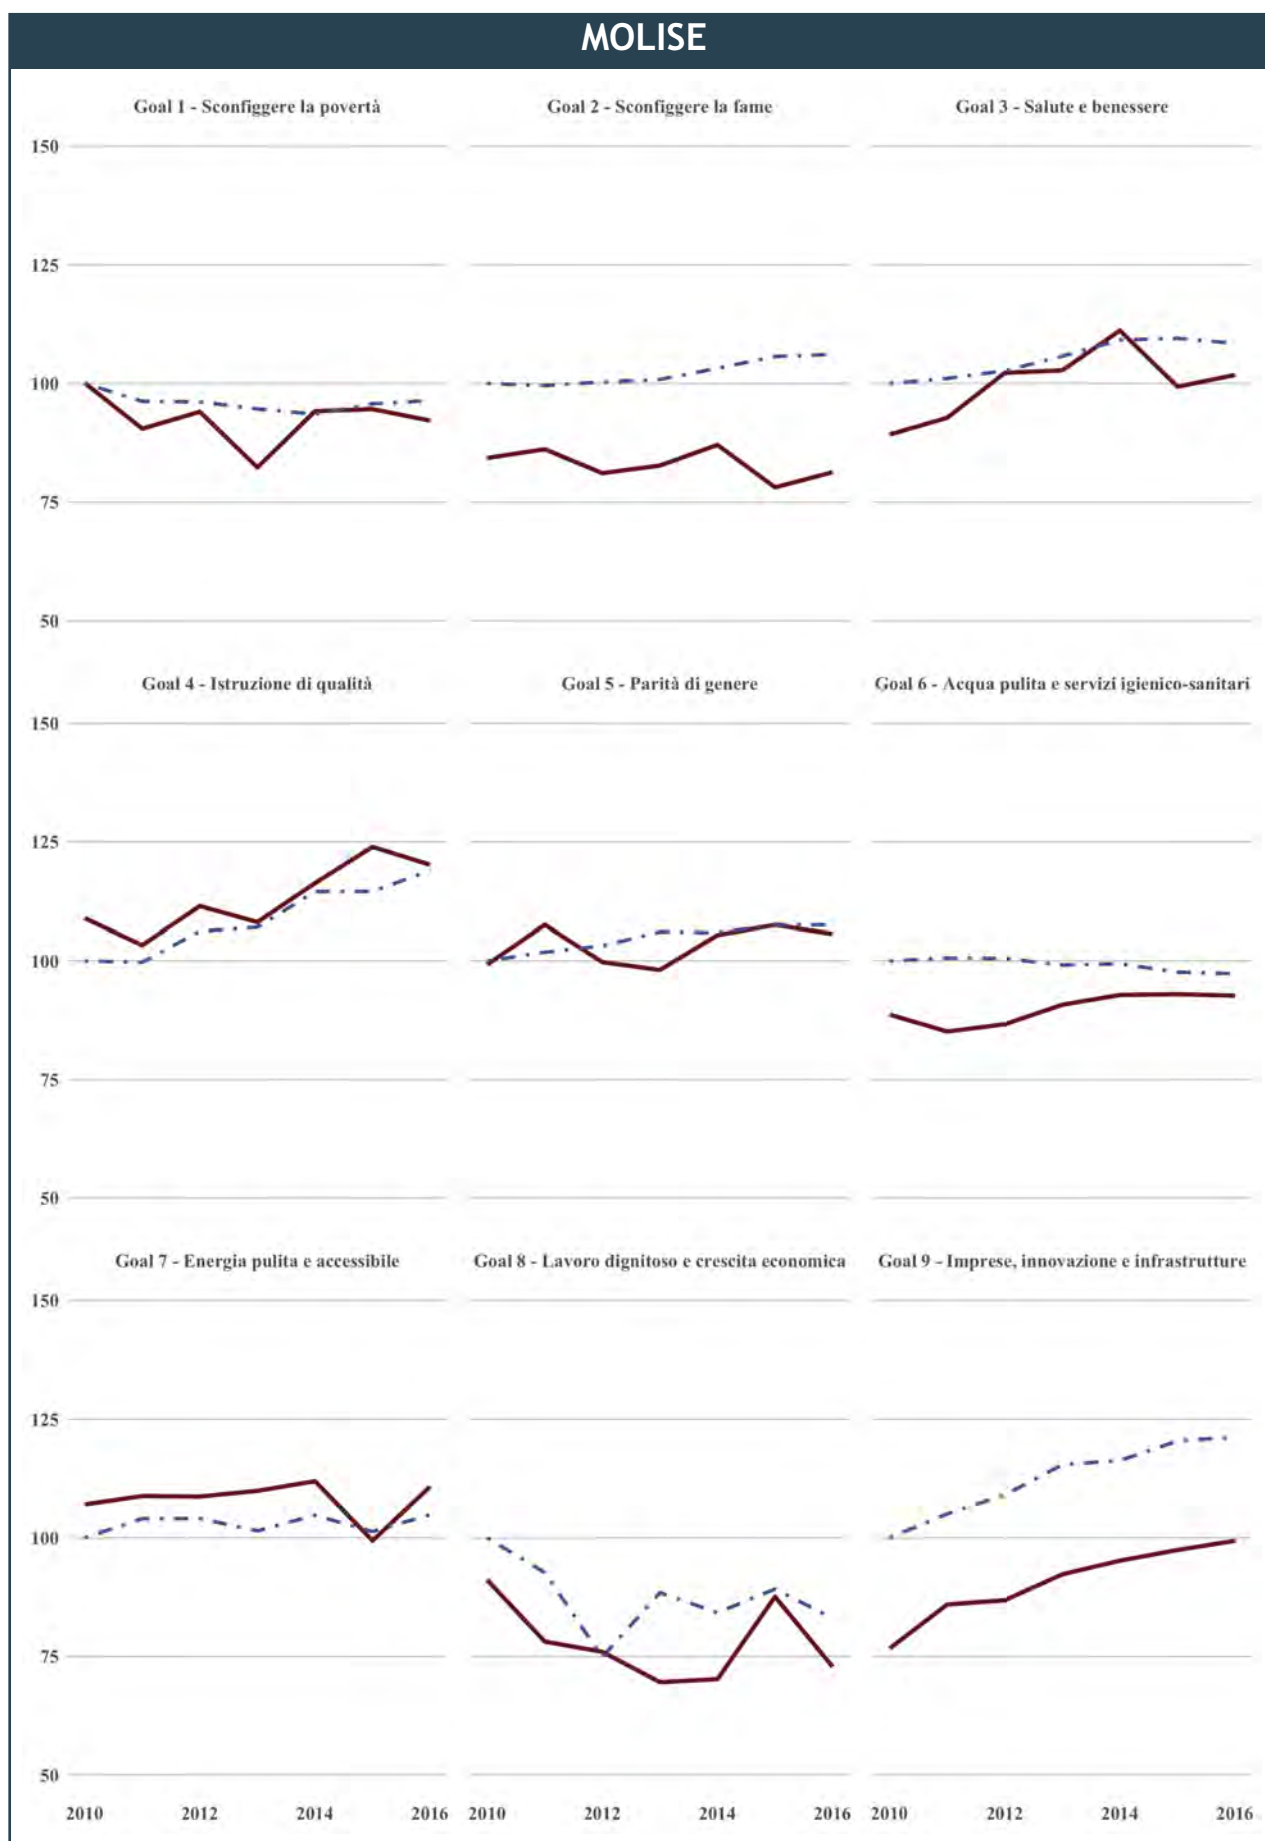 MOLISE
Goal 1 - Sconfiggere la povertà
Goal 2 - Sconfiggere la fame
Goal 3 - Salute e benessere
150
125
100
75
50
Goal 4 - Istruzione di qualità
Goal 5 - Parità di genere
Goal 6 - Acqua pulita e servizi igienico-sanitari
150
125
100
75
50
Goal 7 - Energia pulita e accessibile
Goal 8 - Lavoro dignitoso e crescita economica
Goal 9 - Imprese, innovazione e infrastrutture
150
125
100
75
50
2010 2012 2014 2016 2010 2012 2014 2016 2010 2012 2014 2016